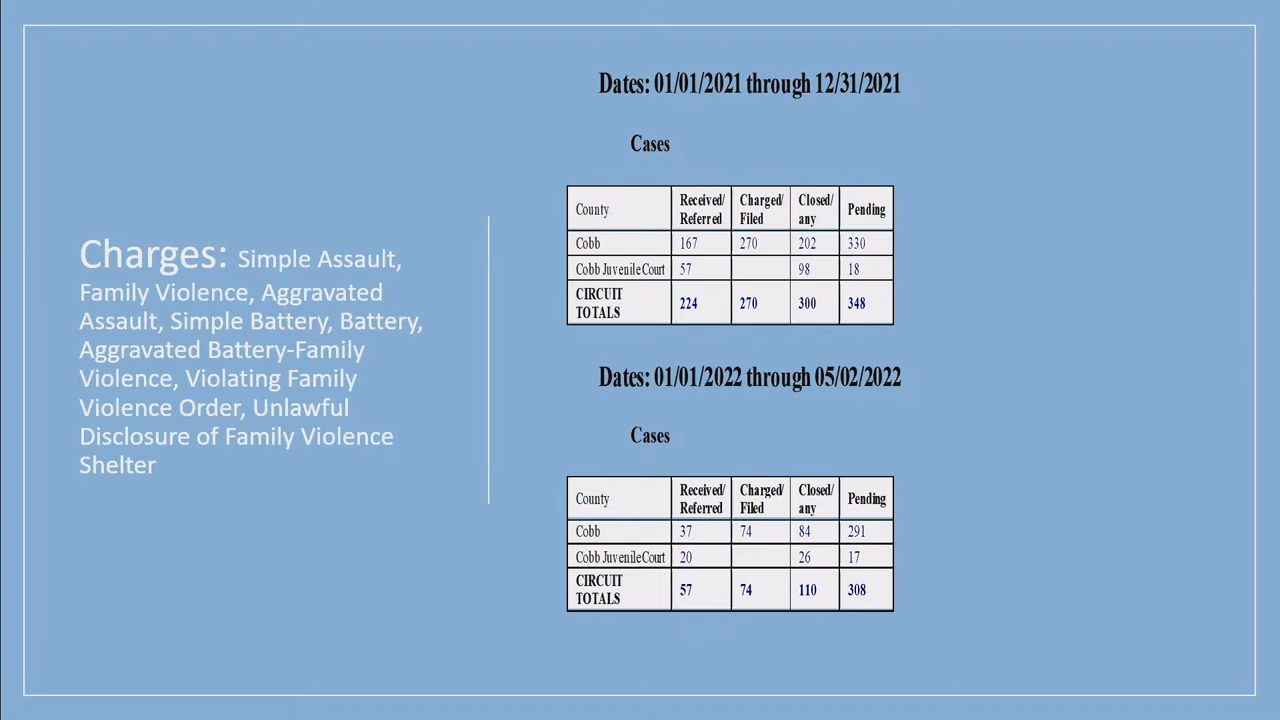 Charges: Simple Assault,
Family Violence, Aggravated
Assault, Simple Battery, Battery,
Aggravated Battery-Family
Violence, Violating Family
Violence Order, Unlawful
Disclosure of Family Violence
Shelter
Dates: 01/01/2021 through 12/31/2021
Cases
County Received/ Referred Charged/ Filed Closed/ any Pending
Cobb 167 270 202 330
Cobb Juvenile Court 57 98 18
CIRCUIT TOTALS 224 270 300 348
Dates: 01/01/2022 through 05/02/2022
Cases
County Received/ Referred Charged/ Filed Closed/ any Pending
Cobb 37 74 84 291
Cobb Juvenile Court 20 26 17
CIRCUIT TOTALS 57 74 110 308